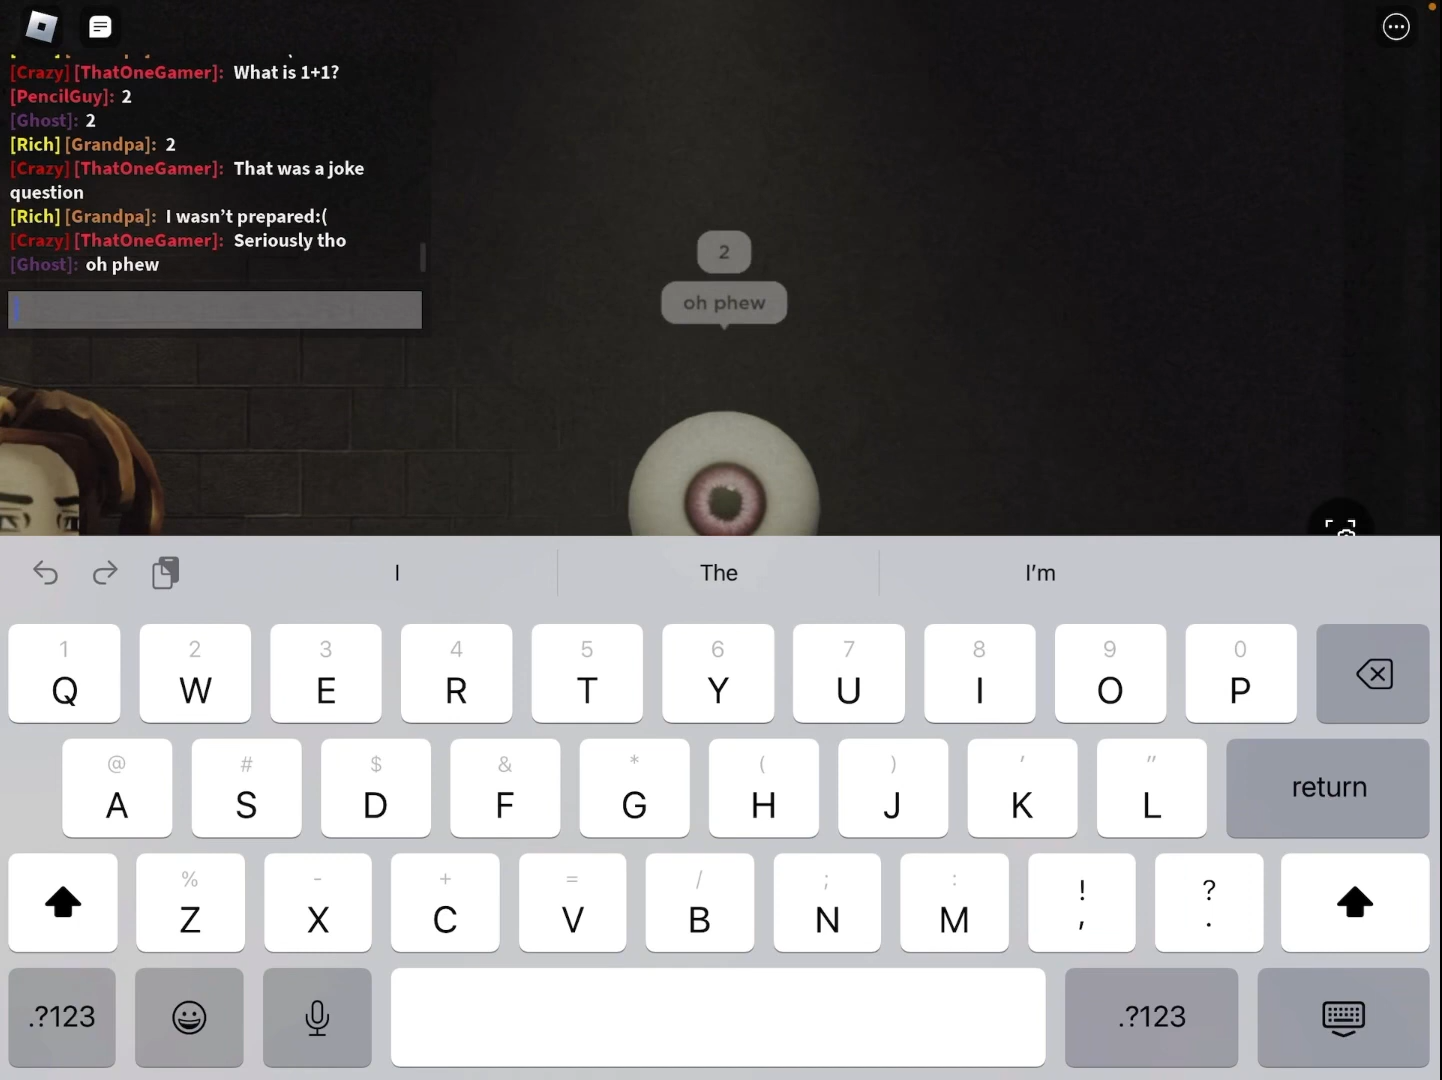 [Crazy] [ThatOneGamer]: What is 1+1?
[PencilGuy]: 2
[Ghost]: 2
[Rich] [Grandpa]: 2
[Crazy] [ThatOneGamer]: That was a joke
question
[Rich] [Grandpa]: I wasn’t prepared:(
[Crazy] [ThatOneGamer]: Seriously tho
[Ghost]: oh phew
2
oh phew
I The I’m
1 2 3 4 5 6 7 8 9 0
Q W E R T Y U I O P
@ # $ & * ( ) ' "
A S D F G H J K L return
% - + = / ; : ! ?
Z X C V B N M , .
.?123 .?123